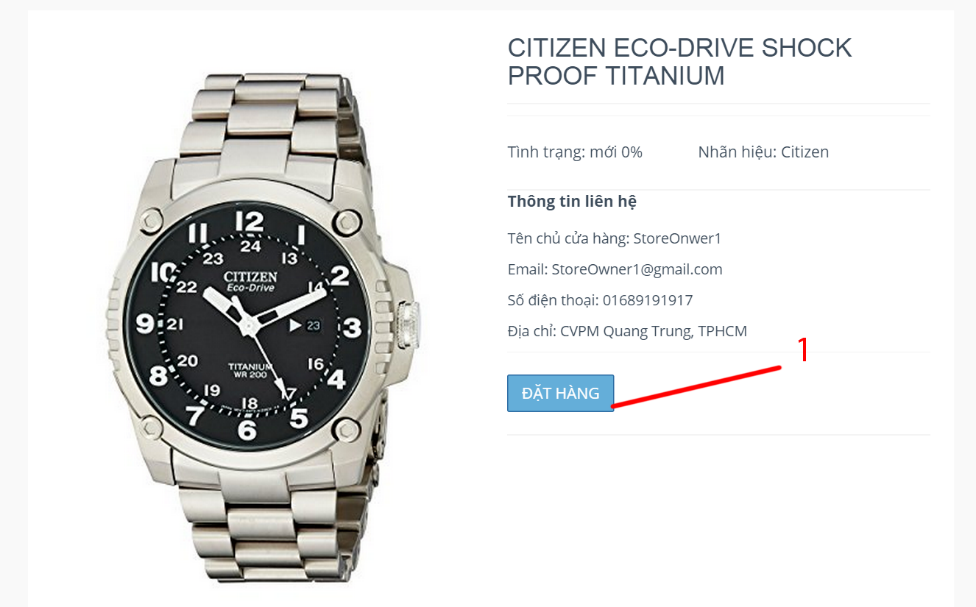 CITIZEN ECO-DRIVE SHOCK
PROOF TITANIUM
Tình trạng: mới 0% Nhãn hiệu: Citizen
Thông tin liên hệ
Tên chủ cửa hàng: StoreOnwer1
Email: StoreOwner1@gmail.com
Số điện thoại: 01689191917
Địa chỉ: CVPM Quang Trung, TPHCM
1
ĐẶT HÀNG
12
11 1
24
23 13
10 2
22 14
CITIZEN
Eco-Drive
9 21 23 3
20 16
8 4
TITANIUM
WR 200
19 17
18
7 5
6